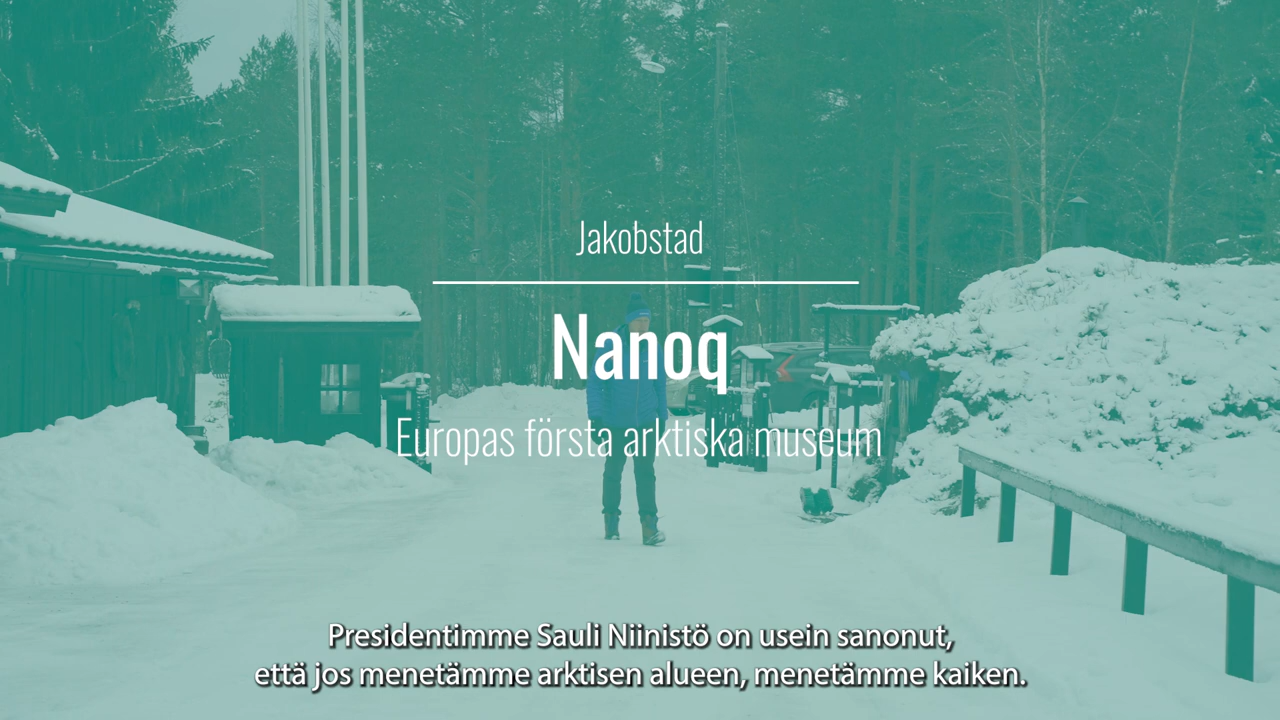 Jakobstad
Nanoq
Europas första arktiska museum
Presidentimme Sauli Niinistö on usein sanonut,
että jos menetämme arktisen alueen, menetämme kaiken.